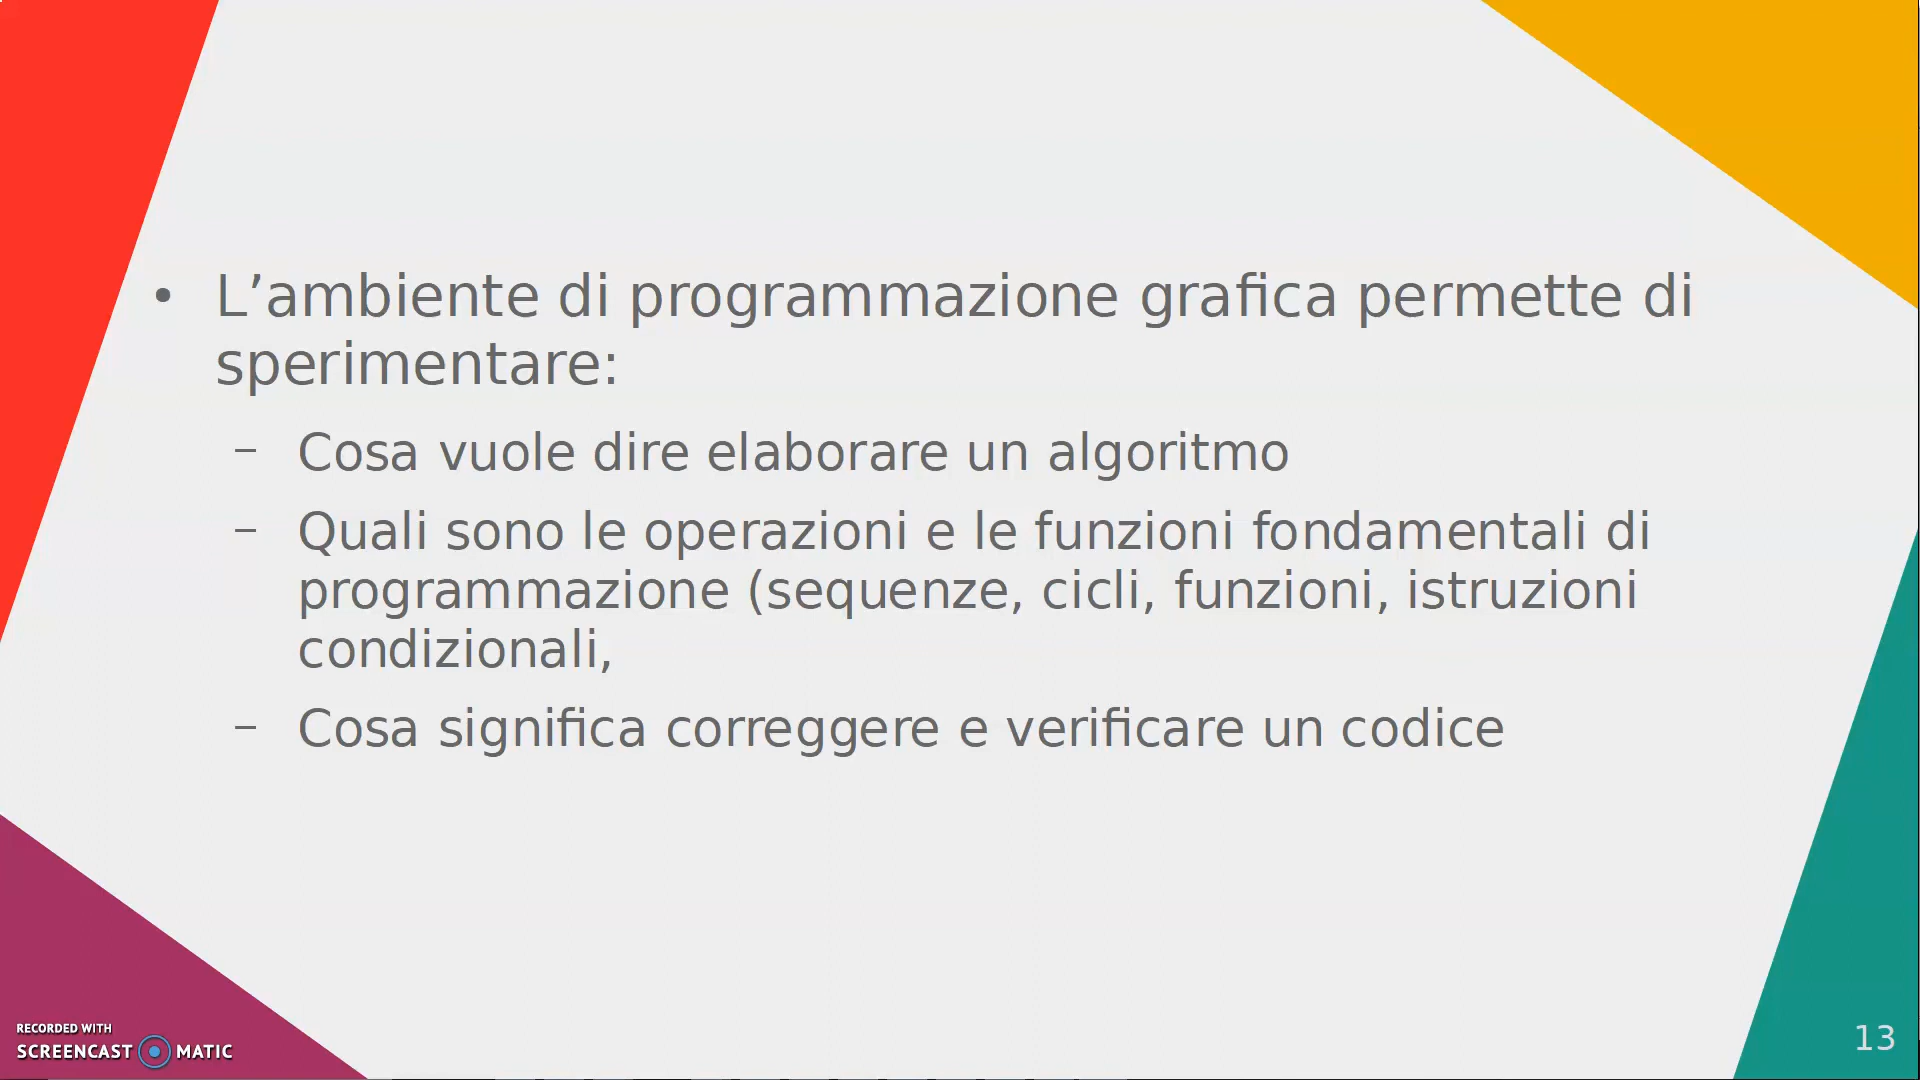 • L’ambiente di programmazione grafica permette di
sperimentare:
– Cosa vuole dire elaborare un algoritmo
– Quali sono le operazioni e le funzioni fondamentali di
programmazione (sequenze, cicli, funzioni, istruzioni
condizionali,
– Cosa significa correggere e verificare un codice
RECORDED WITH
SCREENCAST MATIC
13